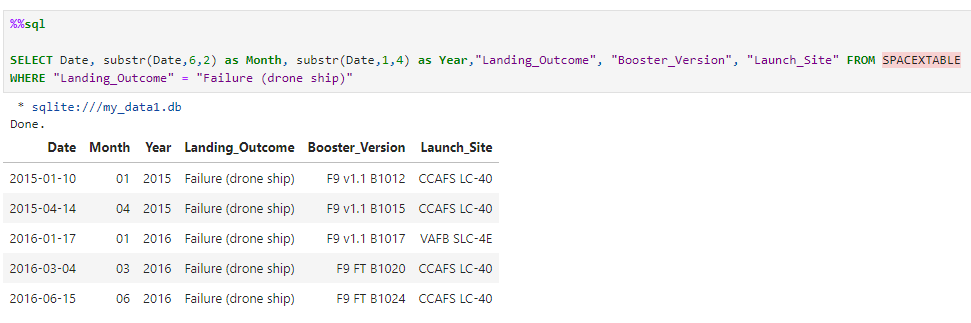 %%sql
SELECT Date, substr(Date,6,2) as Month, substr(Date,1,4) as Year,"Landing_Outcome", "Booster_Version", "Launch_Site" FROM SPACEXTABLE
WHERE "Landing_Outcome" = "Failure (drone ship)"
* sqlite:///my_data1.db
Done.
Date Month Year Landing_Outcome Booster_Version Launch_Site
2015-01-10 01 2015 Failure (drone ship) F9 v1.1 B1012 CCAFS LC-40
2015-04-14 04 2015 Failure (drone ship) F9 v1.1 B1015 CCAFS LC-40
2016-01-17 01 2016 Failure (drone ship) F9 v1.1 B1017 VAFB SLC-4E
2016-03-04 03 2016 Failure (drone ship) F9 FT B1020 CCAFS LC-40
2016-06-15 06 2016 Failure (drone ship) F9 FT B1024 CCAFS LC-40